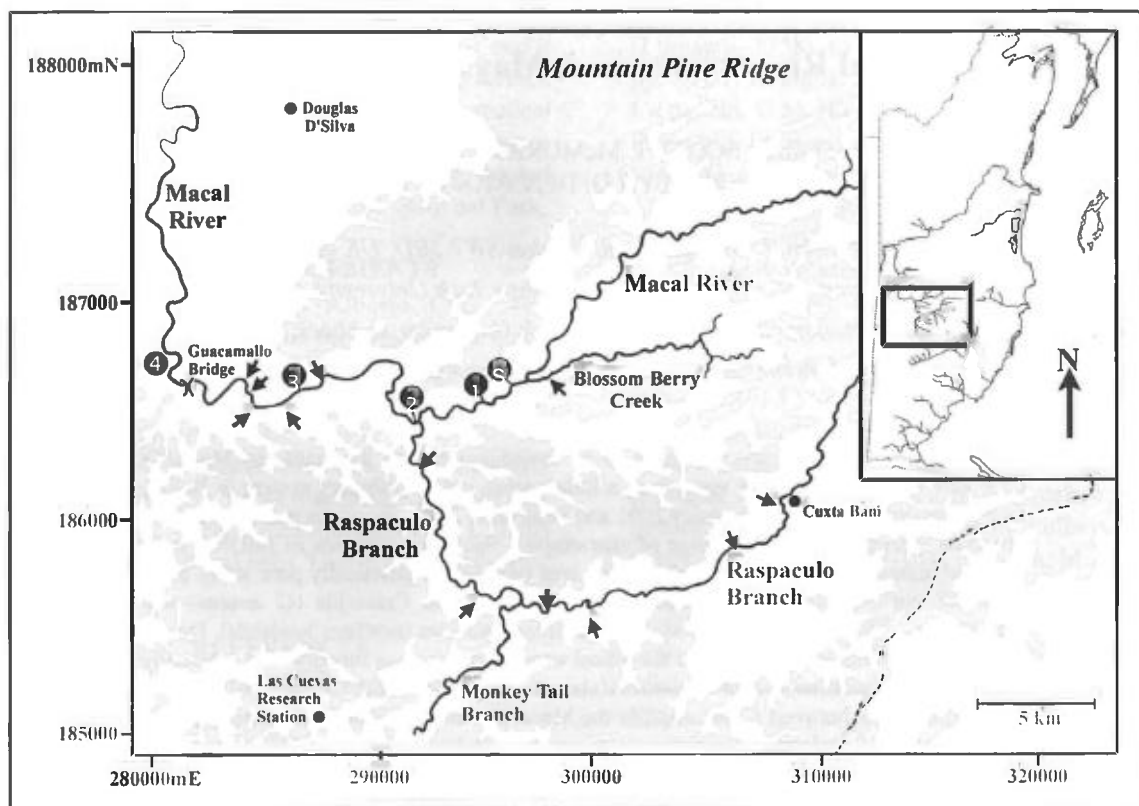 188000mN
Mountain Pine Ridge
Douglas
D'Silva
Macal
River
Macal River
187000
4
Guacamallo
Bridge
3
S
1
2
Blossom Berry
Creek
N
186000
Raspaculo
Branch
Cuxta Bani
Raspaculo
Branch
Las Cuevas
Research
Station
Monkey Tail
Branch
5 km
185000
280000mE
290000
300000
310000
320000